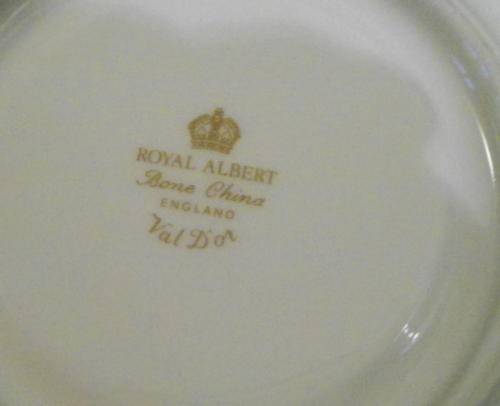 ROYAL ALBERT
Bone China
ENGLAND
Val D'or